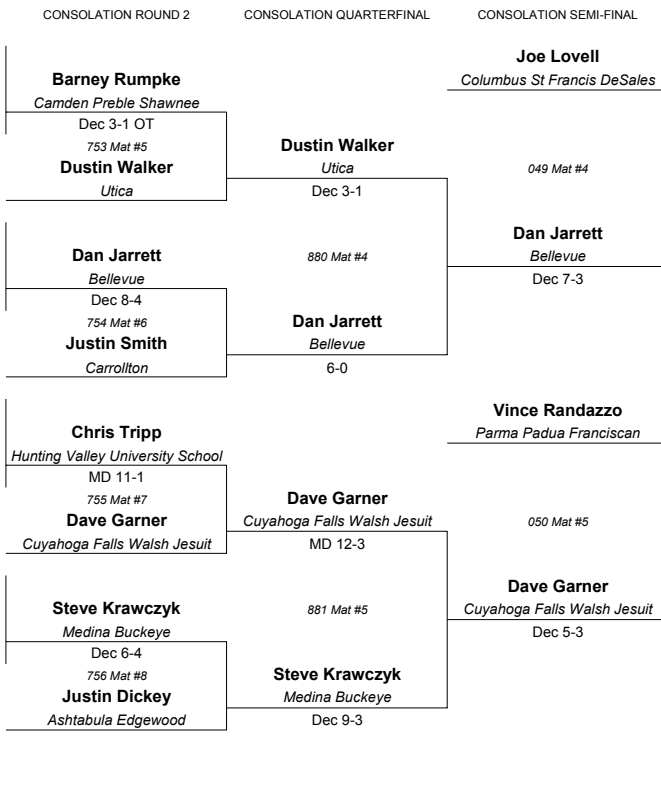 CONSOLATION ROUND 2
CONSOLATION QUARTERFINAL
CONSOLATION SEMI-FINAL
Barney Rumpke
Camden Preble Shawnee
Dec 3-1 OT
753 Mat #5
Dustin Walker
Utica
Dan Jarrett
Bellevue
Dec 8-4
754 Mat #6
Justin Smith
Carrollton
Chris Tripp
Hunting Valley University School
MD 11-1
755 Mat #7
Dave Garner
Cuyahoga Falls Walsh Jesuit
Steve Krawczyk
Medina Buckeye
Dec 6-4
756 Mat #8
Justin Dickey
Ashtabula Edgewood
Dustin Walker
Utica
Dec 3-1
880 Mat #4
Dan Jarrett
Bellevue
6-0
Dave Garner
Cuyahoga Falls Walsh Jesuit
MD 12-3
881 Mat #5
Steve Krawczyk
Medina Buckeye
Dec 9-3
Joe Lovell
Columbus St Francis DeSales
049 Mat #4
Dan Jarrett
Bellevue
Dec 7-3
Vince Randazzo
Parma Padua Franciscan
050 Mat #5
Dave Garner
Cuyahoga Falls Walsh Jesuit
Dec 5-3